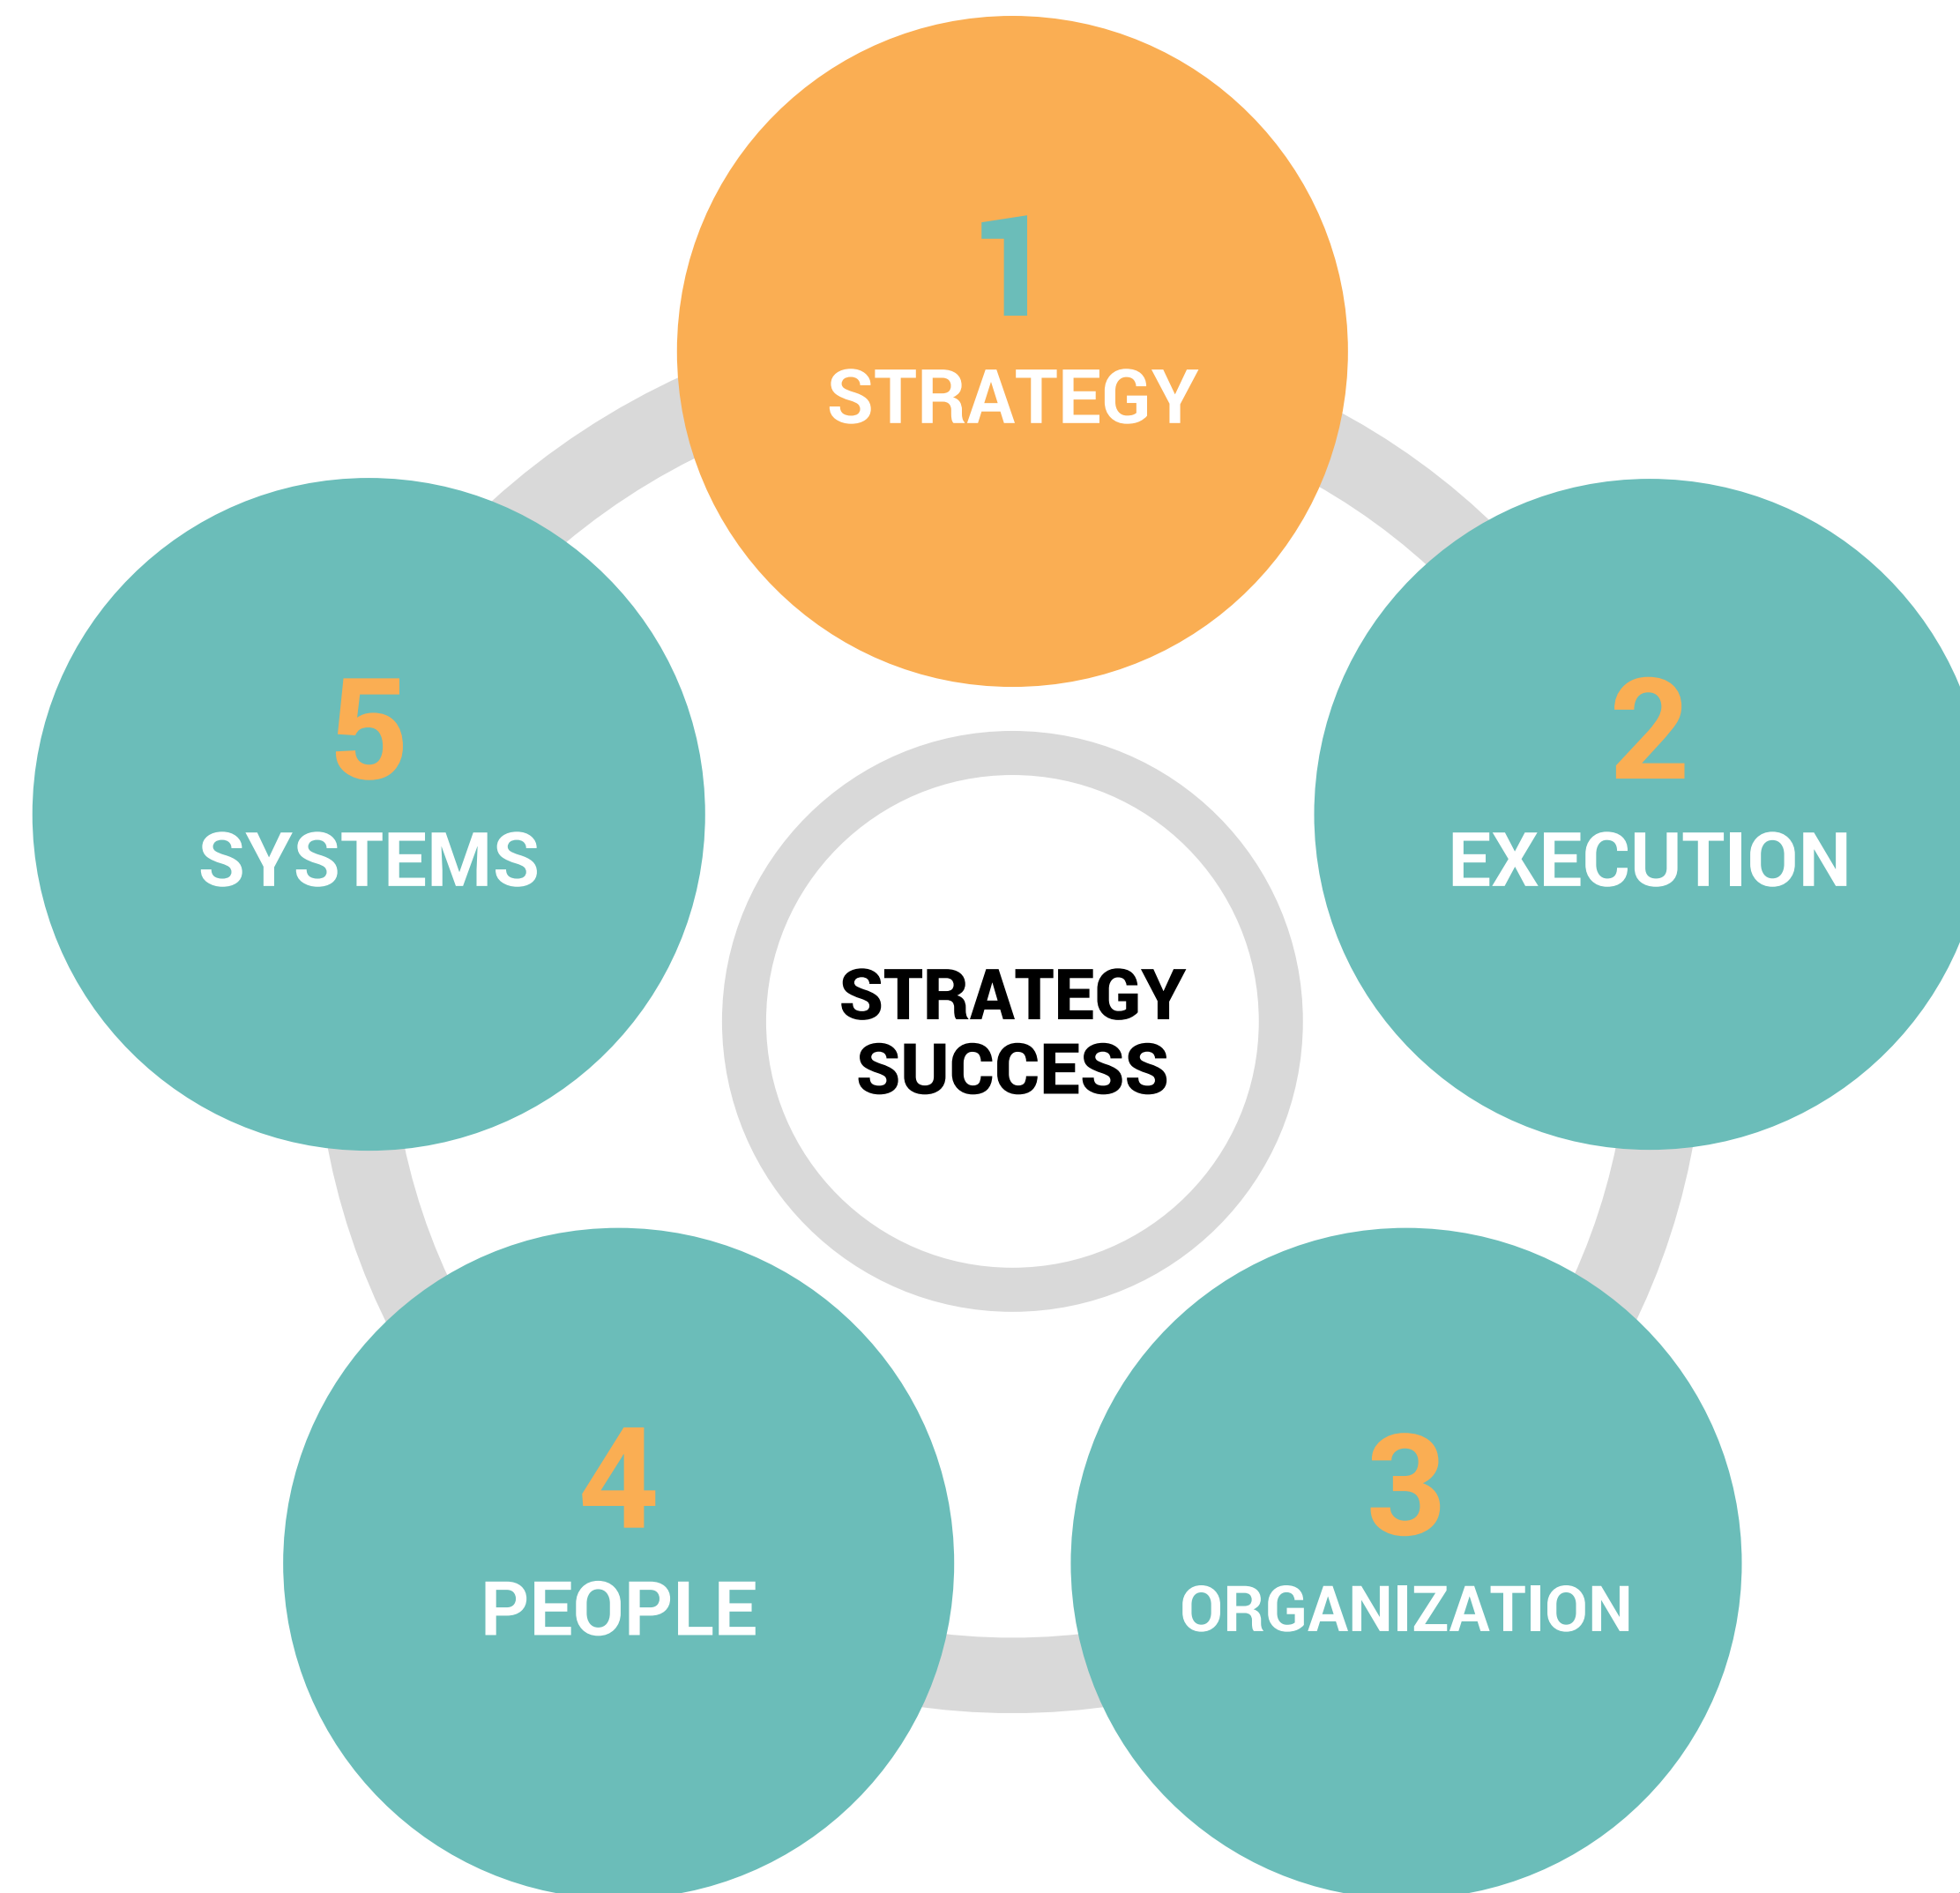 1
STRATEGY
2
EXECUTION
3
ORGANIZATION
4
PEOPLE
5
SYSTEMS
STRATEGY
SUCCESS